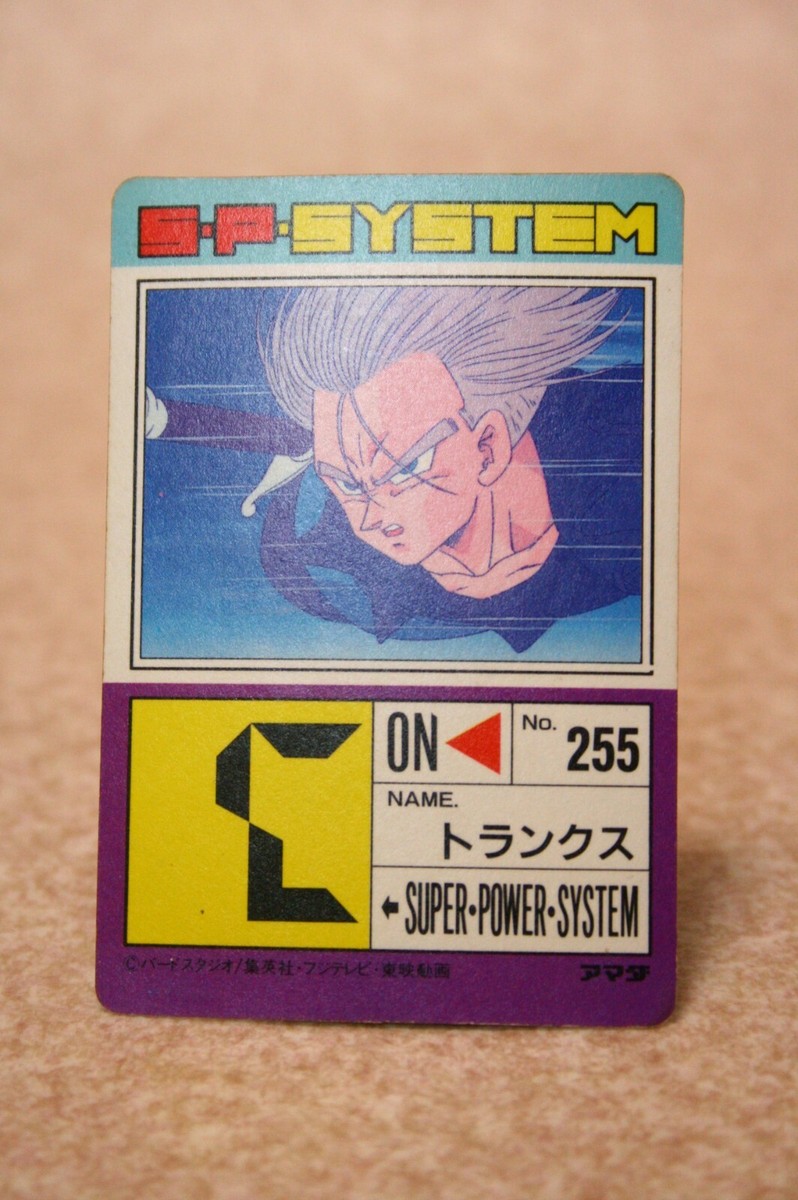 S·P·SYSTEM
ON
No. 255
NAME.
トランクス
←SUPER·POWER·SYSTEM
©バードスタジオ/集英社・フジテレビ・東映動画
アマダ